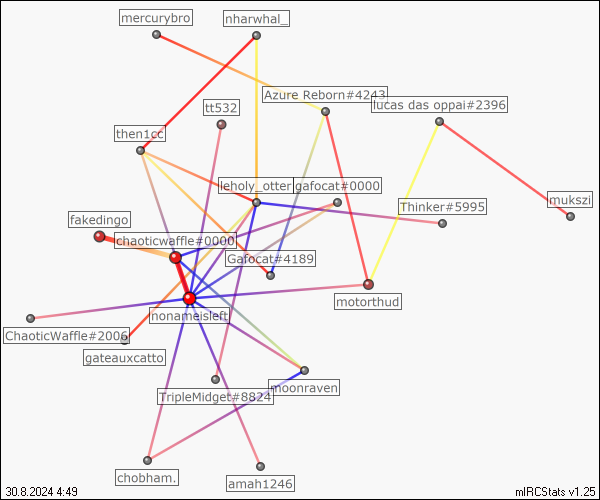 mercurybro
nharwhal_
Azure Reborn#4243
lucas das oppai#2396
tt532
then1cc
leholy_otter
gafocat#0000
Thinker#5995
mukszi
fakedingo
chaoticwaffle#0000
Gafocat#4189
motorthud
nonameisleft
ChaoticWaffle#2006
gateauxcatto
TripleMidget#8824
moonraven
chobham.
amah1246
30.8.2024 4:49
mIRCStats v1.25